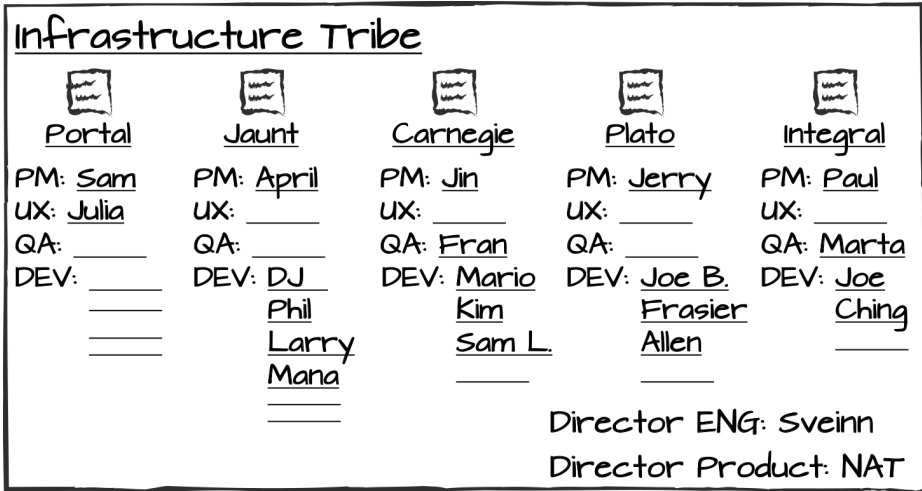 Infrastructure Tribe
Portal
PM: Sam
UX: Julia
QA:
DEV:
Jaunt
PM: April
UX:
QA:
DEV: DJ
Phil
Larry
Mana
Carnegie
PM: Jin
UX:
QA: Fran
DEV: Mario
Kim
Sam L.
Plato
PM: Jerry
UX:
QA:
DEV: Joe B.
Frasier
Allen
Integral
PM: Paul
UX:
QA: Marta
DEV: Joe
Ching
Director ENG: Sveinn
Director Product: NAT